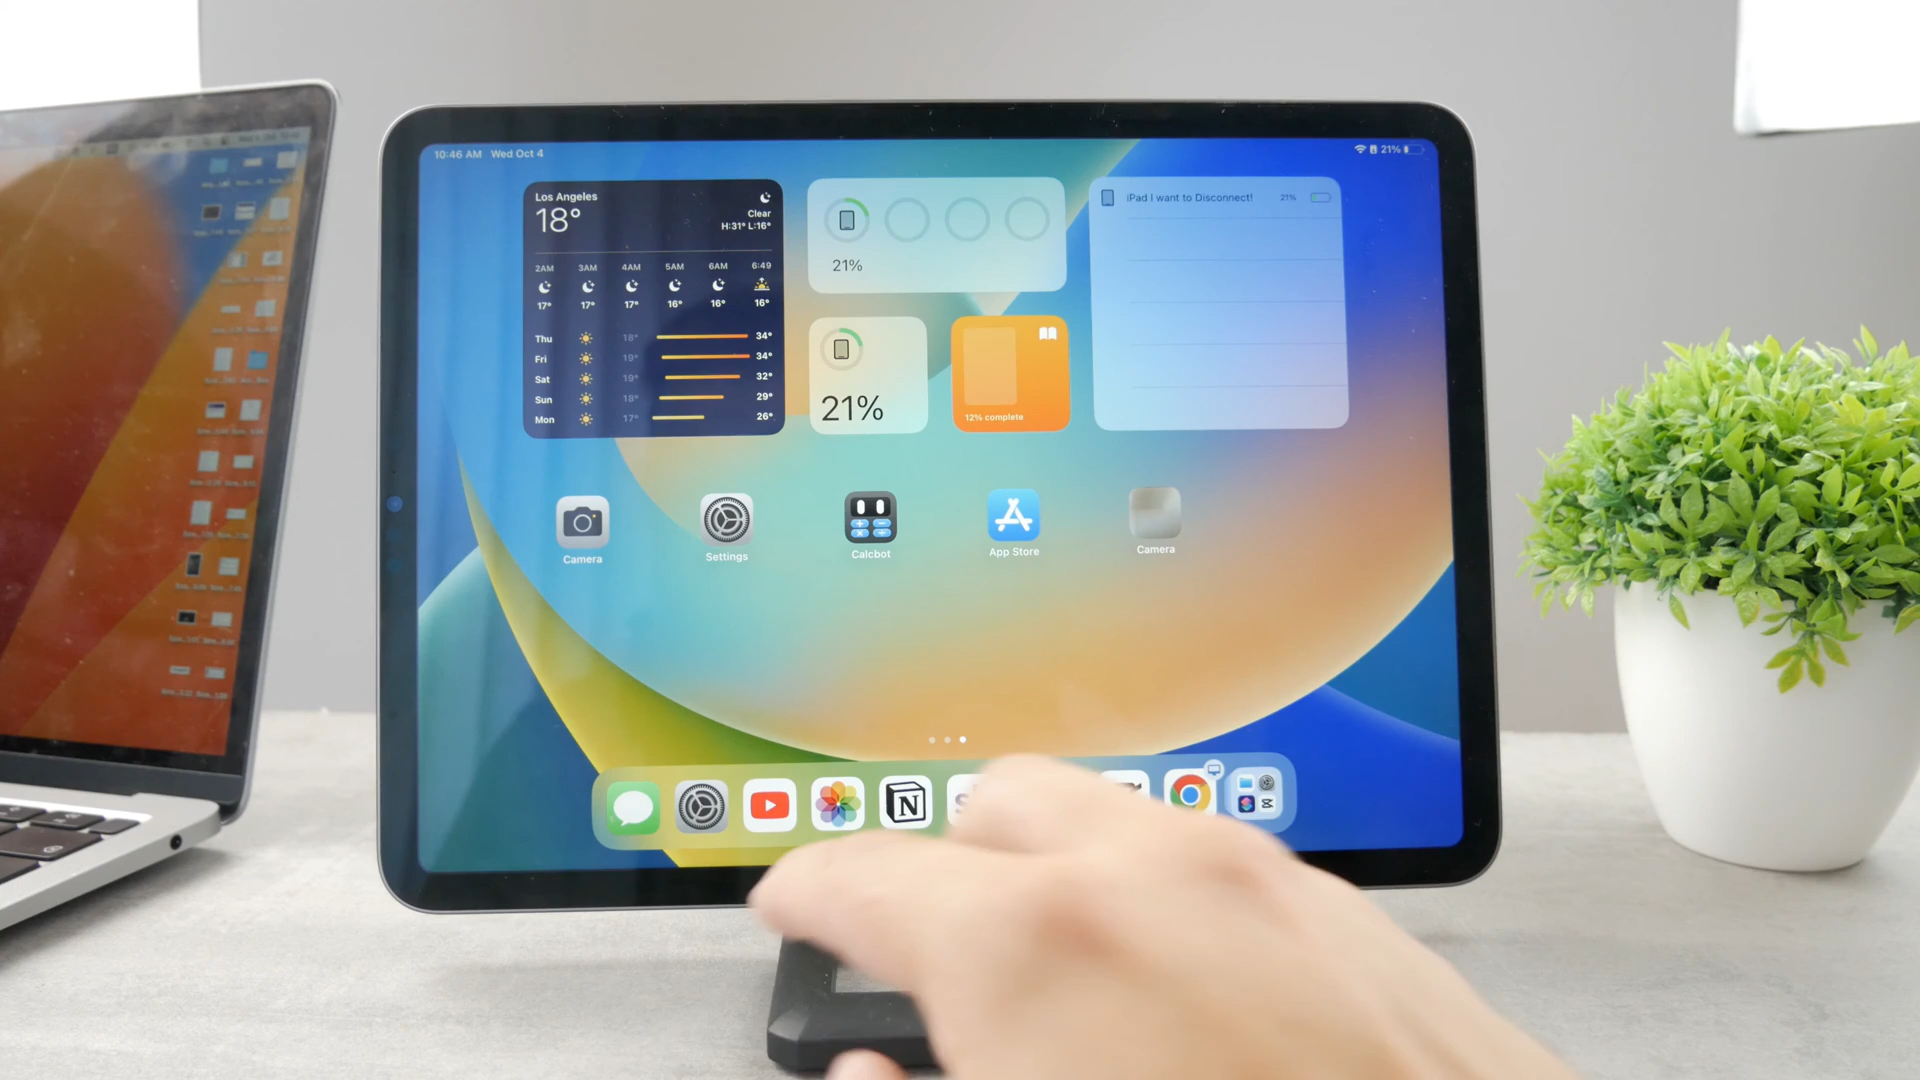 10:46 AM Wed Oct 4
21%
Los Angeles
18°
Clear
H:31° L:16°
2AM 3AM 4AM 5AM 6AM 6:49
17° 17° 17° 16° 16° 16°
Thu 18° 34°
Fri 19° 34°
Sat 19° 32°
Sun 18° 29°
Mon 17° 26°
21%
21%
12% complete
iPad I want to Disconnect! 21%
Camera
Settings
Calcbot
App Store
Camera
N